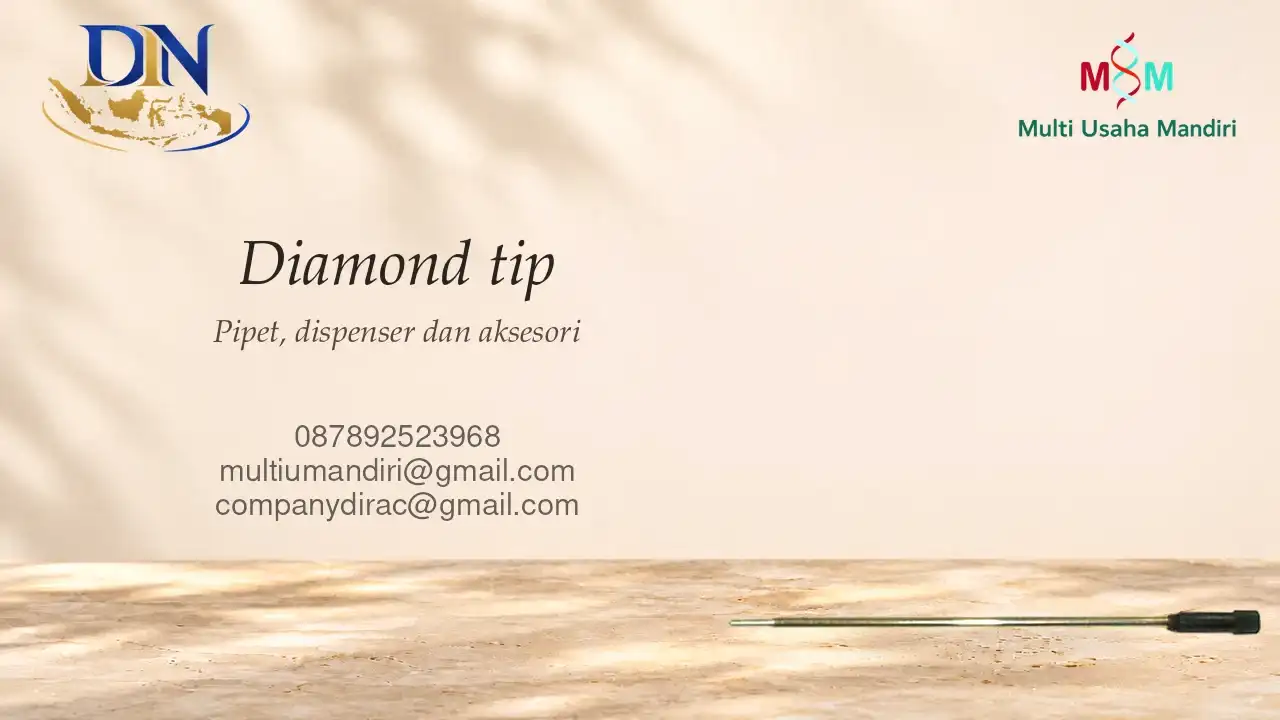 DN
MSM
Multi Usaha Mandiri
Diamond tip
Pipet, dispenser dan aksesori
087892523968
multiumandiri@gmail.com
companydirac@gmail.com